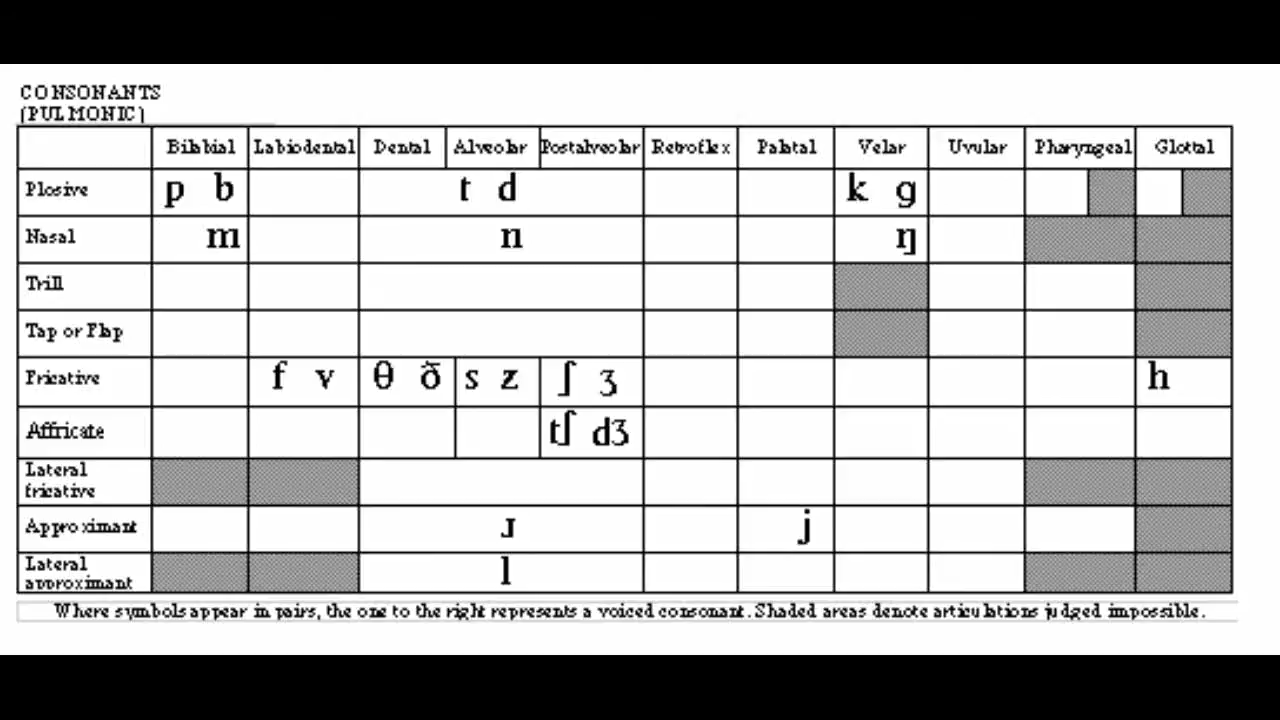 CONSONANTS
(PULMONIC)
Bilabial Labiodental Dental Alveolar Postalveolar Retroflex Palatal Velar Uvular Pharyngeal Glottal
Plosive p b t d k g
Nasal m n ŋ
Trill
Tap or Flap
Fricative f v θ ð s z ʃ ʒ h
Affricate tʃ dʒ
Lateral
fricative
Approximant ɹ j
Lateral
approximant l
Where symbols appear in pairs, the one to the right represents a voiced consonant. Shaded areas denote articulations judged impossible.